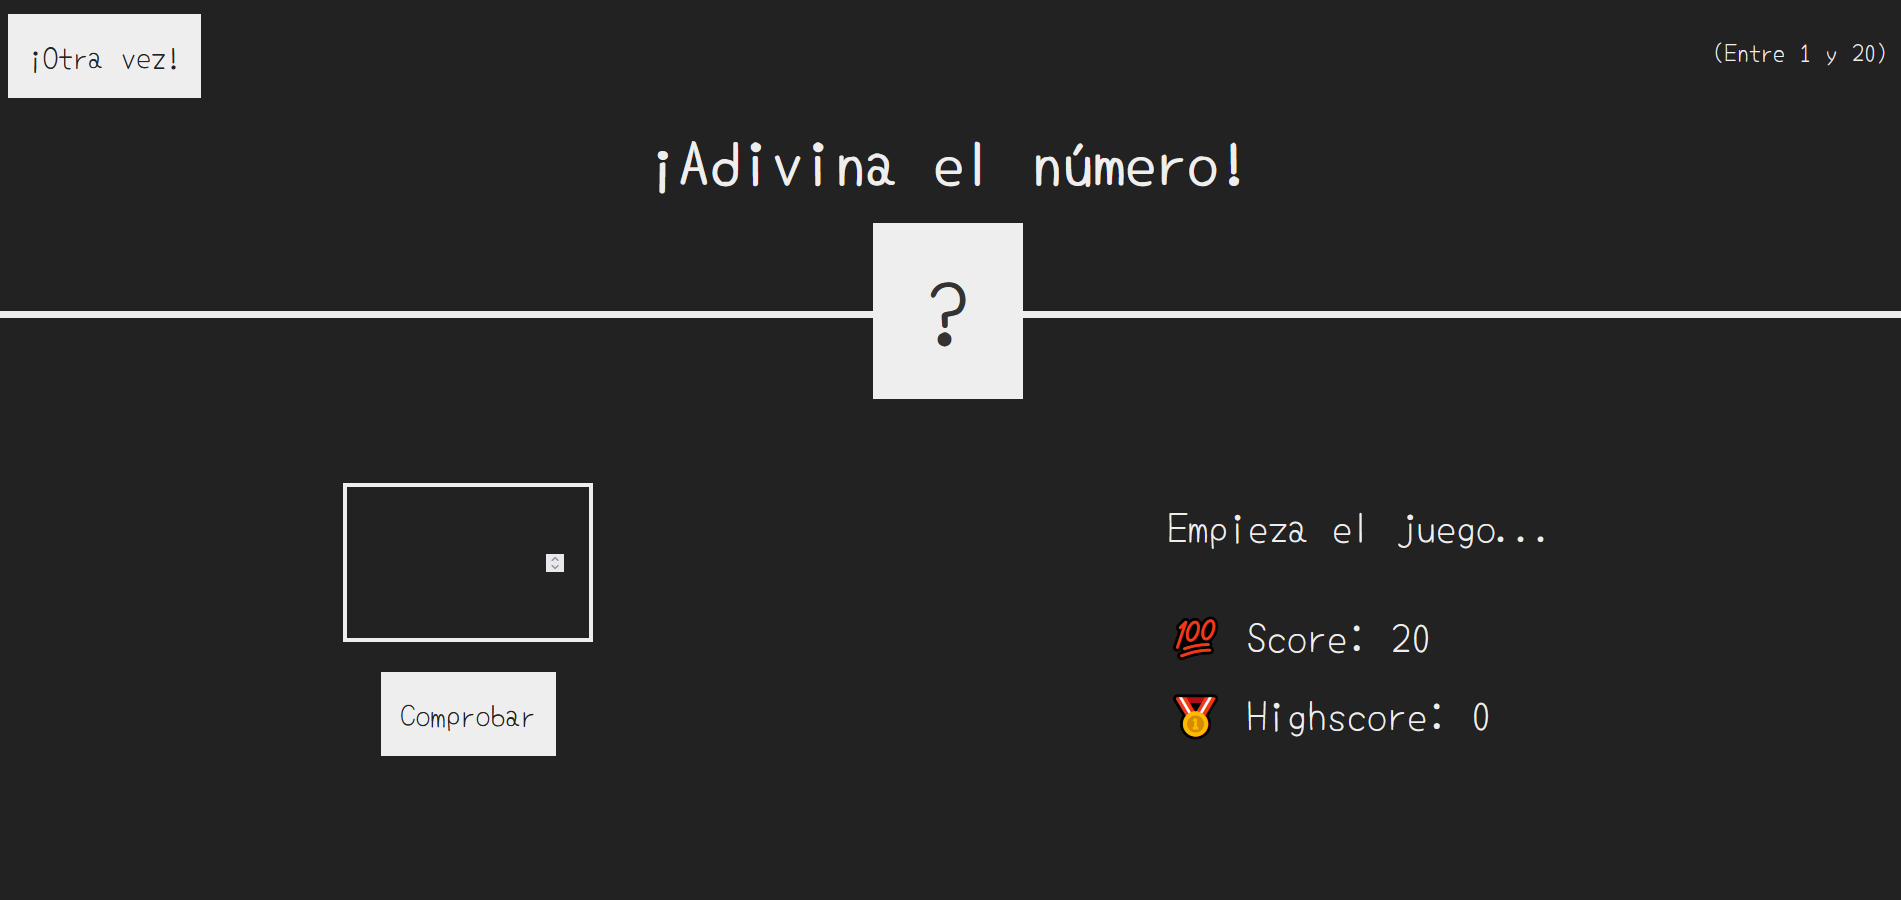 ¡Otra vez!
(Entre 1 y 20)
¡Adivina el número!
?
Empieza el juego...
💯 Score: 20
🥇 Highscore: 0
Comprobar